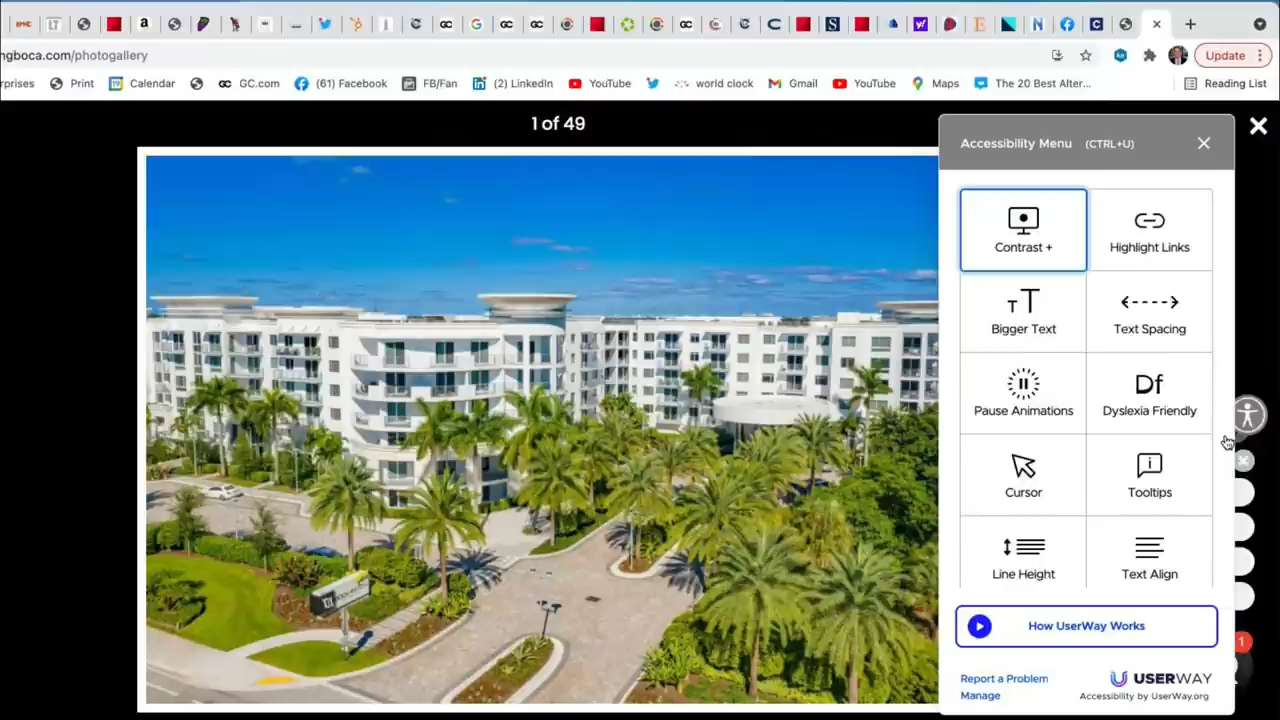 ngboca.com/photogallery
Update
rprises
Print
Calendar
GC.com
(61) Facebook
FB/Fan
(2) LinkedIn
YouTube
world clock
Gmail
YouTube
Maps
The 20 Best Alter...
Reading List
1 of 49
Accessibility Menu (CTRL+U)
Contrast +
Highlight Links
Bigger Text
Text Spacing
Pause Animations
Df
Dyslexia Friendly
Cursor
Tooltips
Line Height
Text Align
How UserWay Works
1
Report a Problem
Manage
USERWAY
Accessibility by UserWay.org